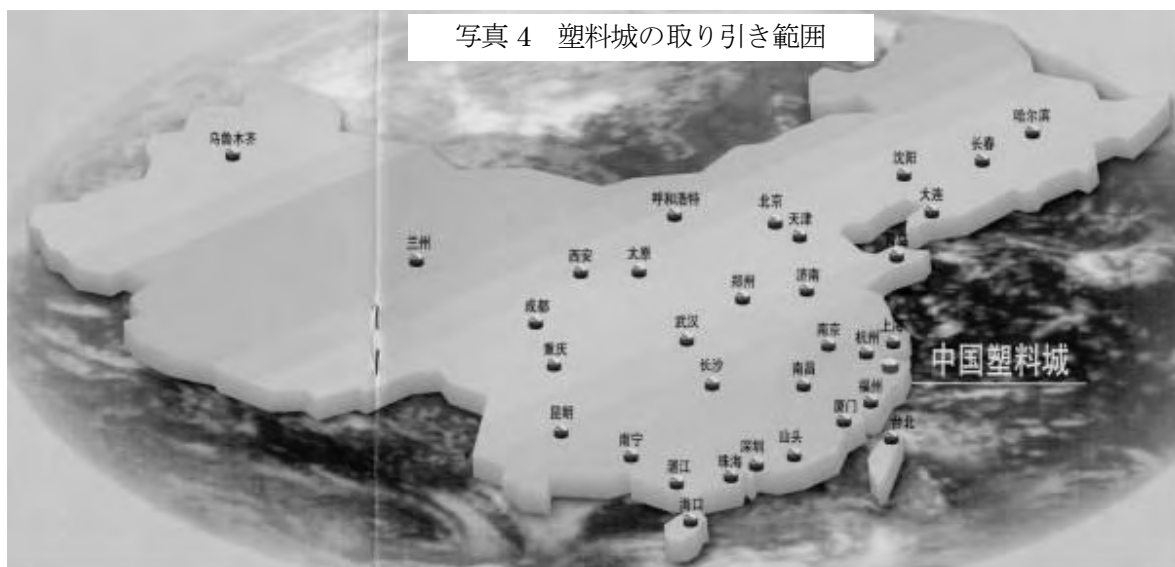 写真 4 塑料城の取り引き範囲
哈尔滨
乌鲁木齐
长春
沈阳
大连
呼和浩特
北京
天津
兰州
西安
太原
济南
郑州
成都
武汉
南京
杭州
上海
重庆
中国塑料城
长沙
南昌
福州
昆明
厦门
台北
南宁
深圳
汕头
湛江
珠海
海口